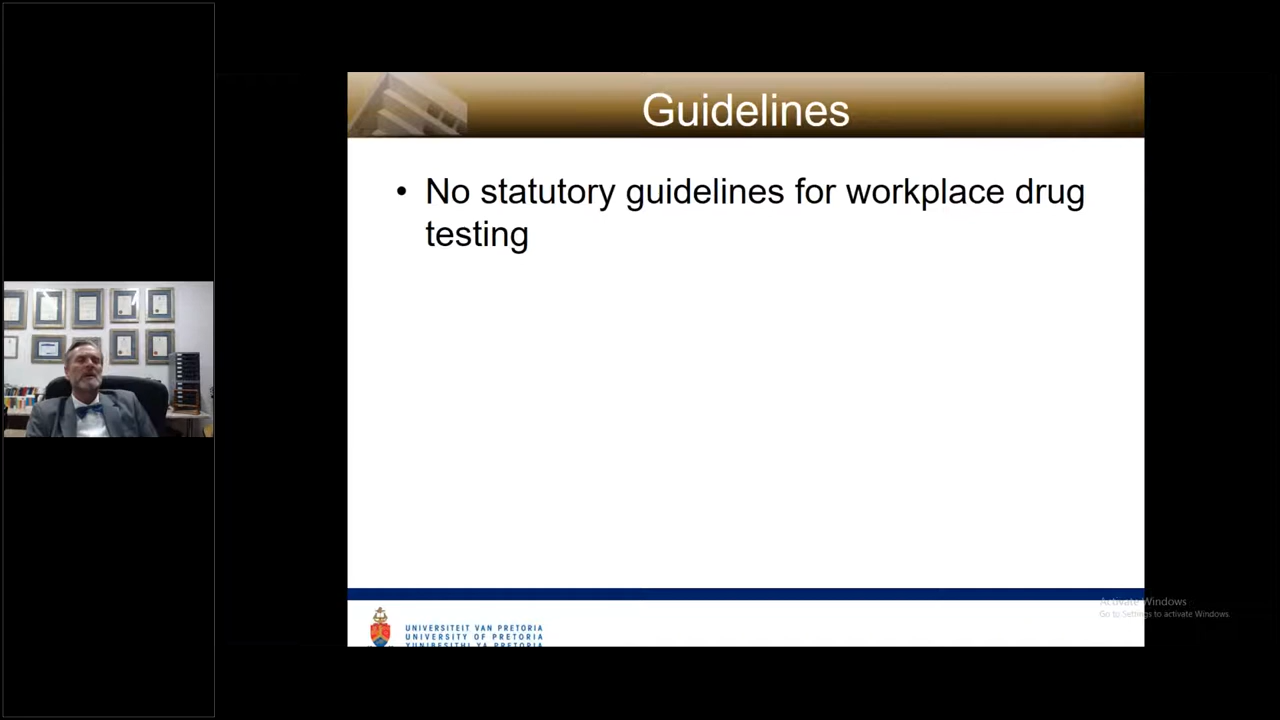 Guidelines
• No statutory guidelines for workplace drug
testing
Activate Windows
Go to Settings to activate Windows.
UNIVERSITEIT VAN PRETORIA
UNIVERSITY OF PRETORIA
YUNIBESITHI YA PRETORIA